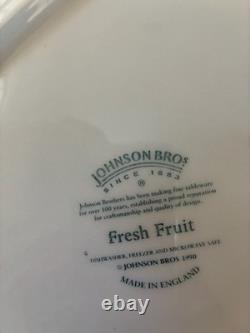 JOHNSON BROS
SINCE 1883
®
Johnson Brothers has been making fine tableware
for over 100 years, establishing a proud reputation
for craftsmanship and quality of design.
Fresh Fruit
DISHWASHER, FREEZER AND MICROWAVE SAFE
© JOHNSON BROS 1990
MADE IN ENGLAND